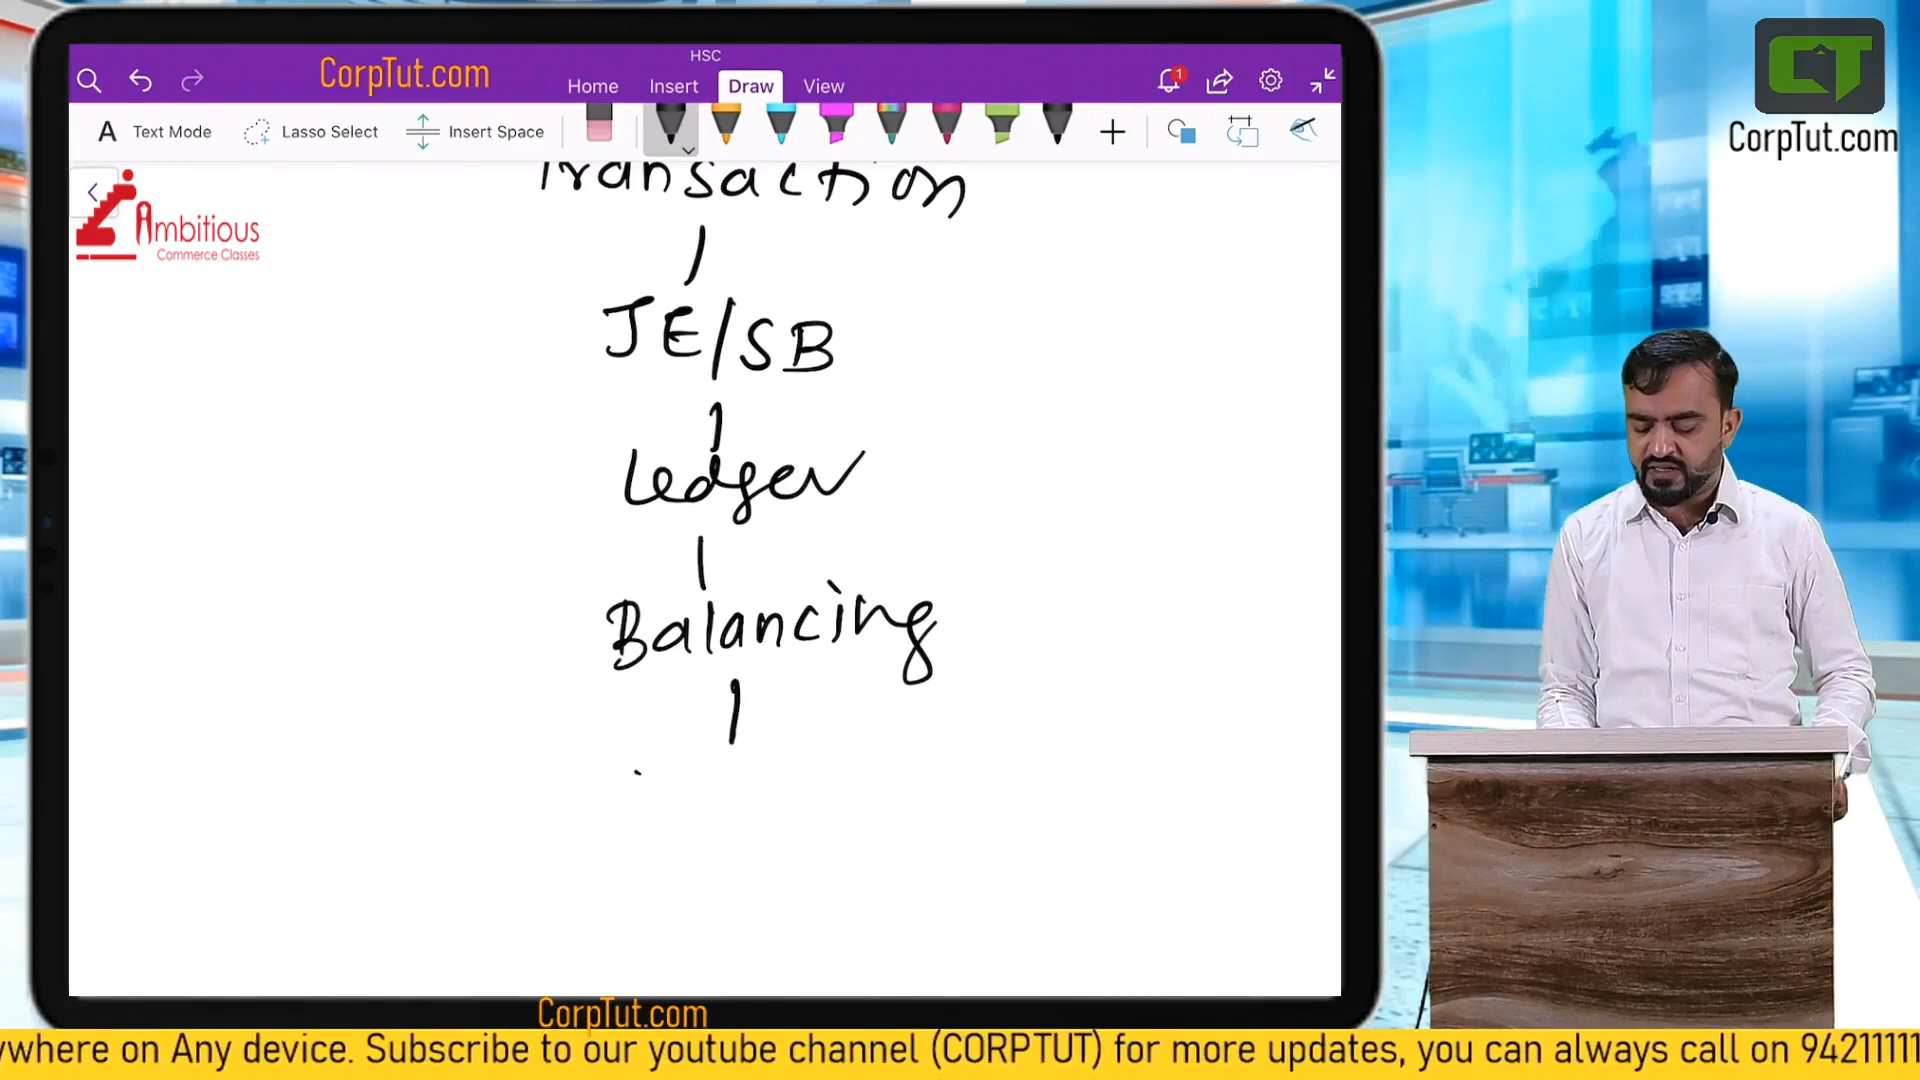 HSC
CorpTut.com
Home Insert Draw View
1
A Text Mode Lasso Select Insert Space
CT
CorpTut.com
Transaction
Ambitious
Commerce Classes
JE/SB
Ledger
Balancing
CorpTut.com
where on Any device. Subscribe to our youtube channel (CORPTUT) for more updates, you can always call on 94211111